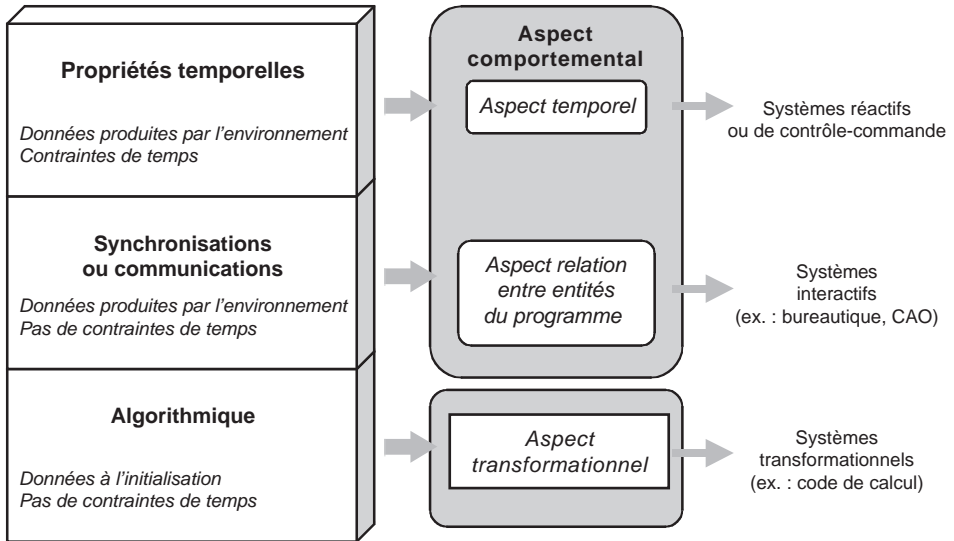 Propriétés temporelles
Données produites par l'environnement
Contraintes de temps
Synchronisations
ou communications
Données produites par l'environnement
Pas de contraintes de temps
Algorithmique
Données à l'initialisation
Pas de contraintes de temps
Aspect
comportemental
Aspect temporel
Aspect relation
entre entités
du programme
Aspect
transformationnel
Systèmes réactifs
ou de contrôle-commande
Systèmes
interactifs
(ex. : bureautique, CAO)
Systèmes
transformationnels
(ex. : code de calcul)